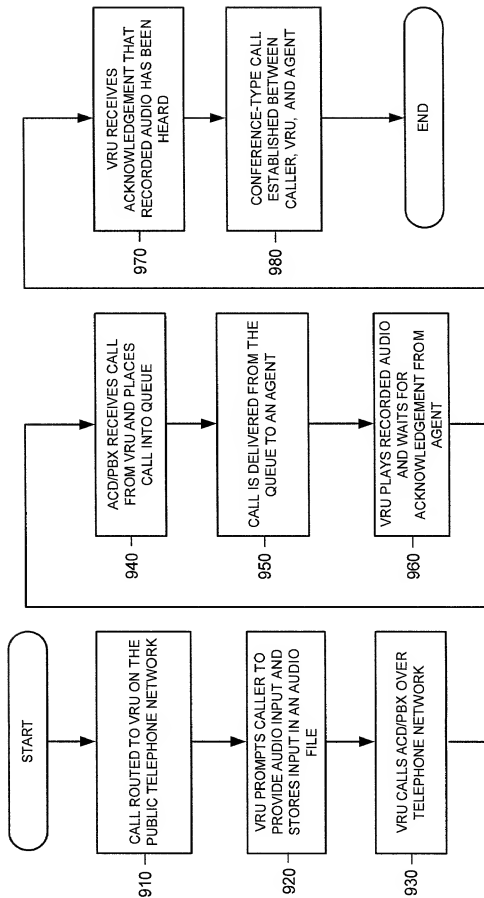 START
CALL ROUTED TO VRU ON THE
PUBLIC TELEPHONE NETWORK
910
VRU PROMPTS CALLER TO
PROVIDE AUDIO INPUT AND
STORES INPUT IN AN AUDIO
FILE
920
VRU CALLS ACD/PBX OVER
TELEPHONE NETWORK
930
ACD/PBX RECEIVES CALL
FROM VRU AND PLACES
CALL INTO QUEUE
940
CALL IS DELIVERED FROM THE
QUEUE TO AN AGENT
950
VRU PLAYS RECORDED AUDIO
AND WAITS FOR
ACKNOWLEDGEMENT FROM
AGENT
960
VRU RECEIVES
ACKNOWLEDGEMENT THAT
RECORDED AUDIO HAS BEEN
HEARD
970
CONFERENCE-TYPE CALL
ESTABLISHED BETWEEN
CALLER, VRU, AND AGENT
980
END